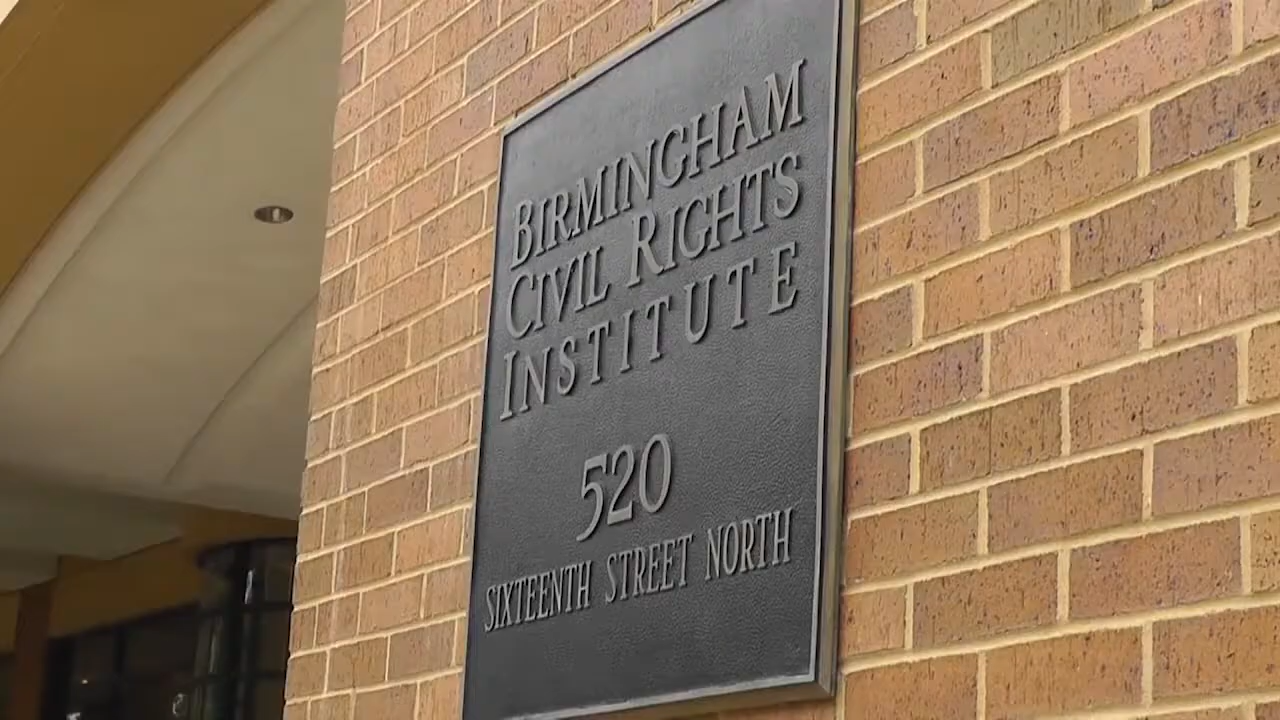 BIRMINGHAM
CIVIL RIGHTS
INSTITUTE
520
SIXTEENTH STREET NORTH